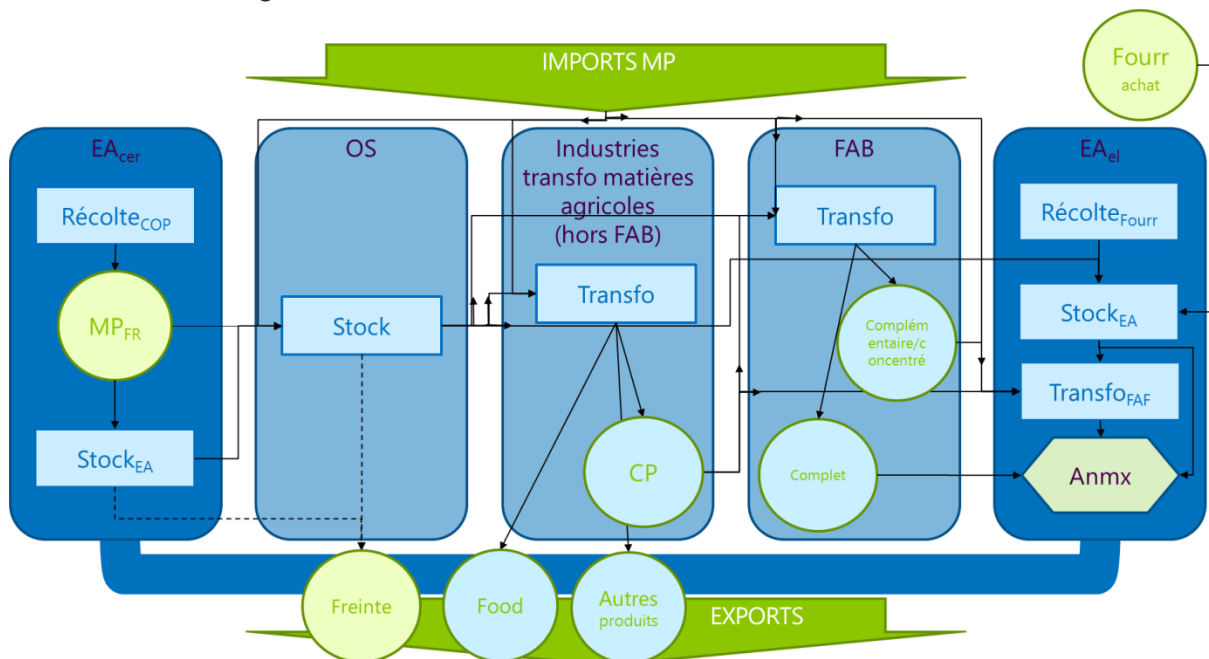 IMPORTS MP
Fourr
achat
EAcer
RécolteCOP
MPFR
StockEA
OS
Stock
Industries
transfo matières
agricoles
(hors FAB)
Transfo
CP
FAB
Transfo
Complém
entaire/c
oncentré
Complet
EAel
RécolteFourr
StockEA
TransfoFAF
Anmx
Freinte
Food
Autres
produits
EXPORTS